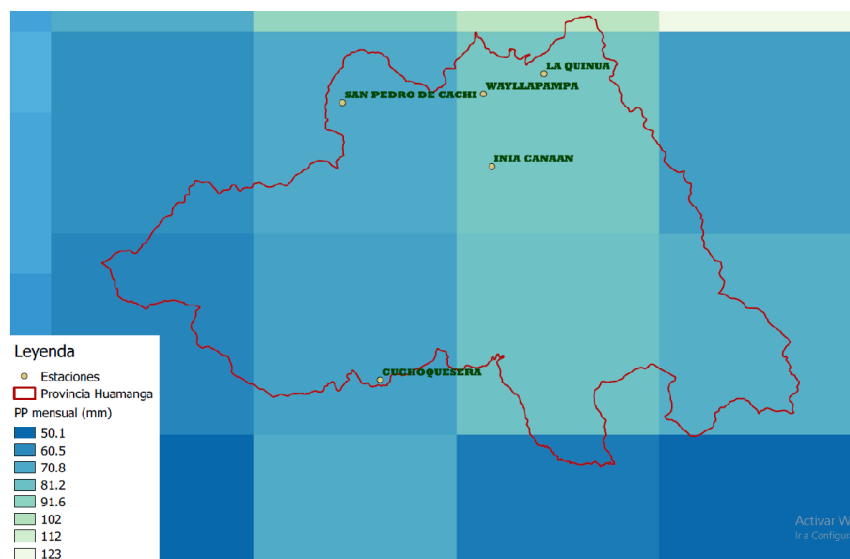 LA QUINUA
WAYLLAPAMPA
SAN PEDRO DE CACHI
INIA CANAAN
CUCHOQUESERA
Leyenda
Estaciones
Provincia Huamanga
PP mensual (mm)
50.1
60.5
70.8
81.2
91.6
102
112
123
Activar W
Ir a Configur